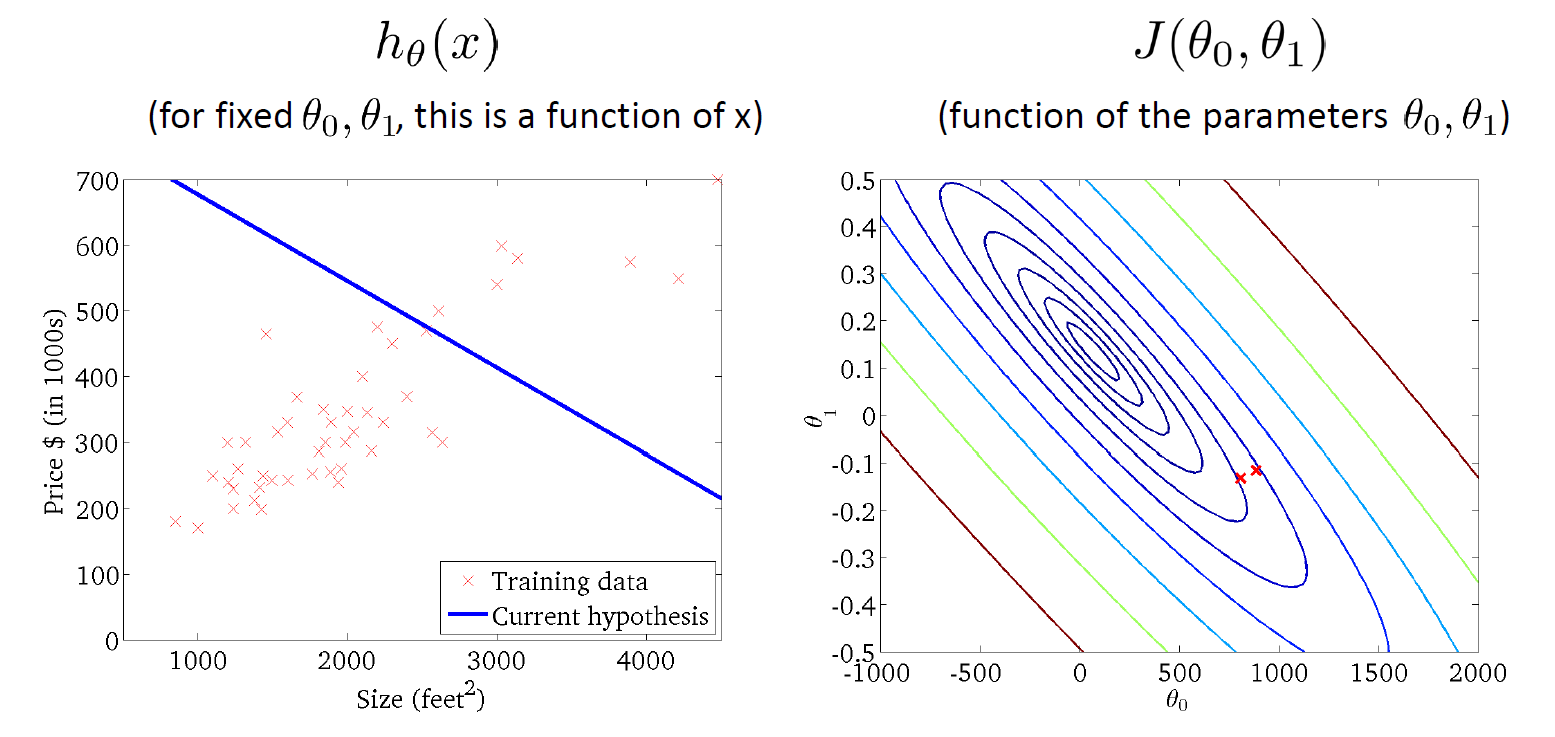 hθ(x)
(for fixed θ0, θ1, this is a function of x)
700
600
500
400
300
200
100
0
Price $ (in 1000s)
Training data
Current hypothesis
1000 2000 3000 4000
Size (feet²)
J(θ0, θ1)
(function of the parameters θ0, θ1)
0.5
0.4
0.3
0.2
0.1
0
-0.1
-0.2
-0.3
-0.4
-0.5
θ1
-1000 -500 0 500 1000 1500 2000
θ0